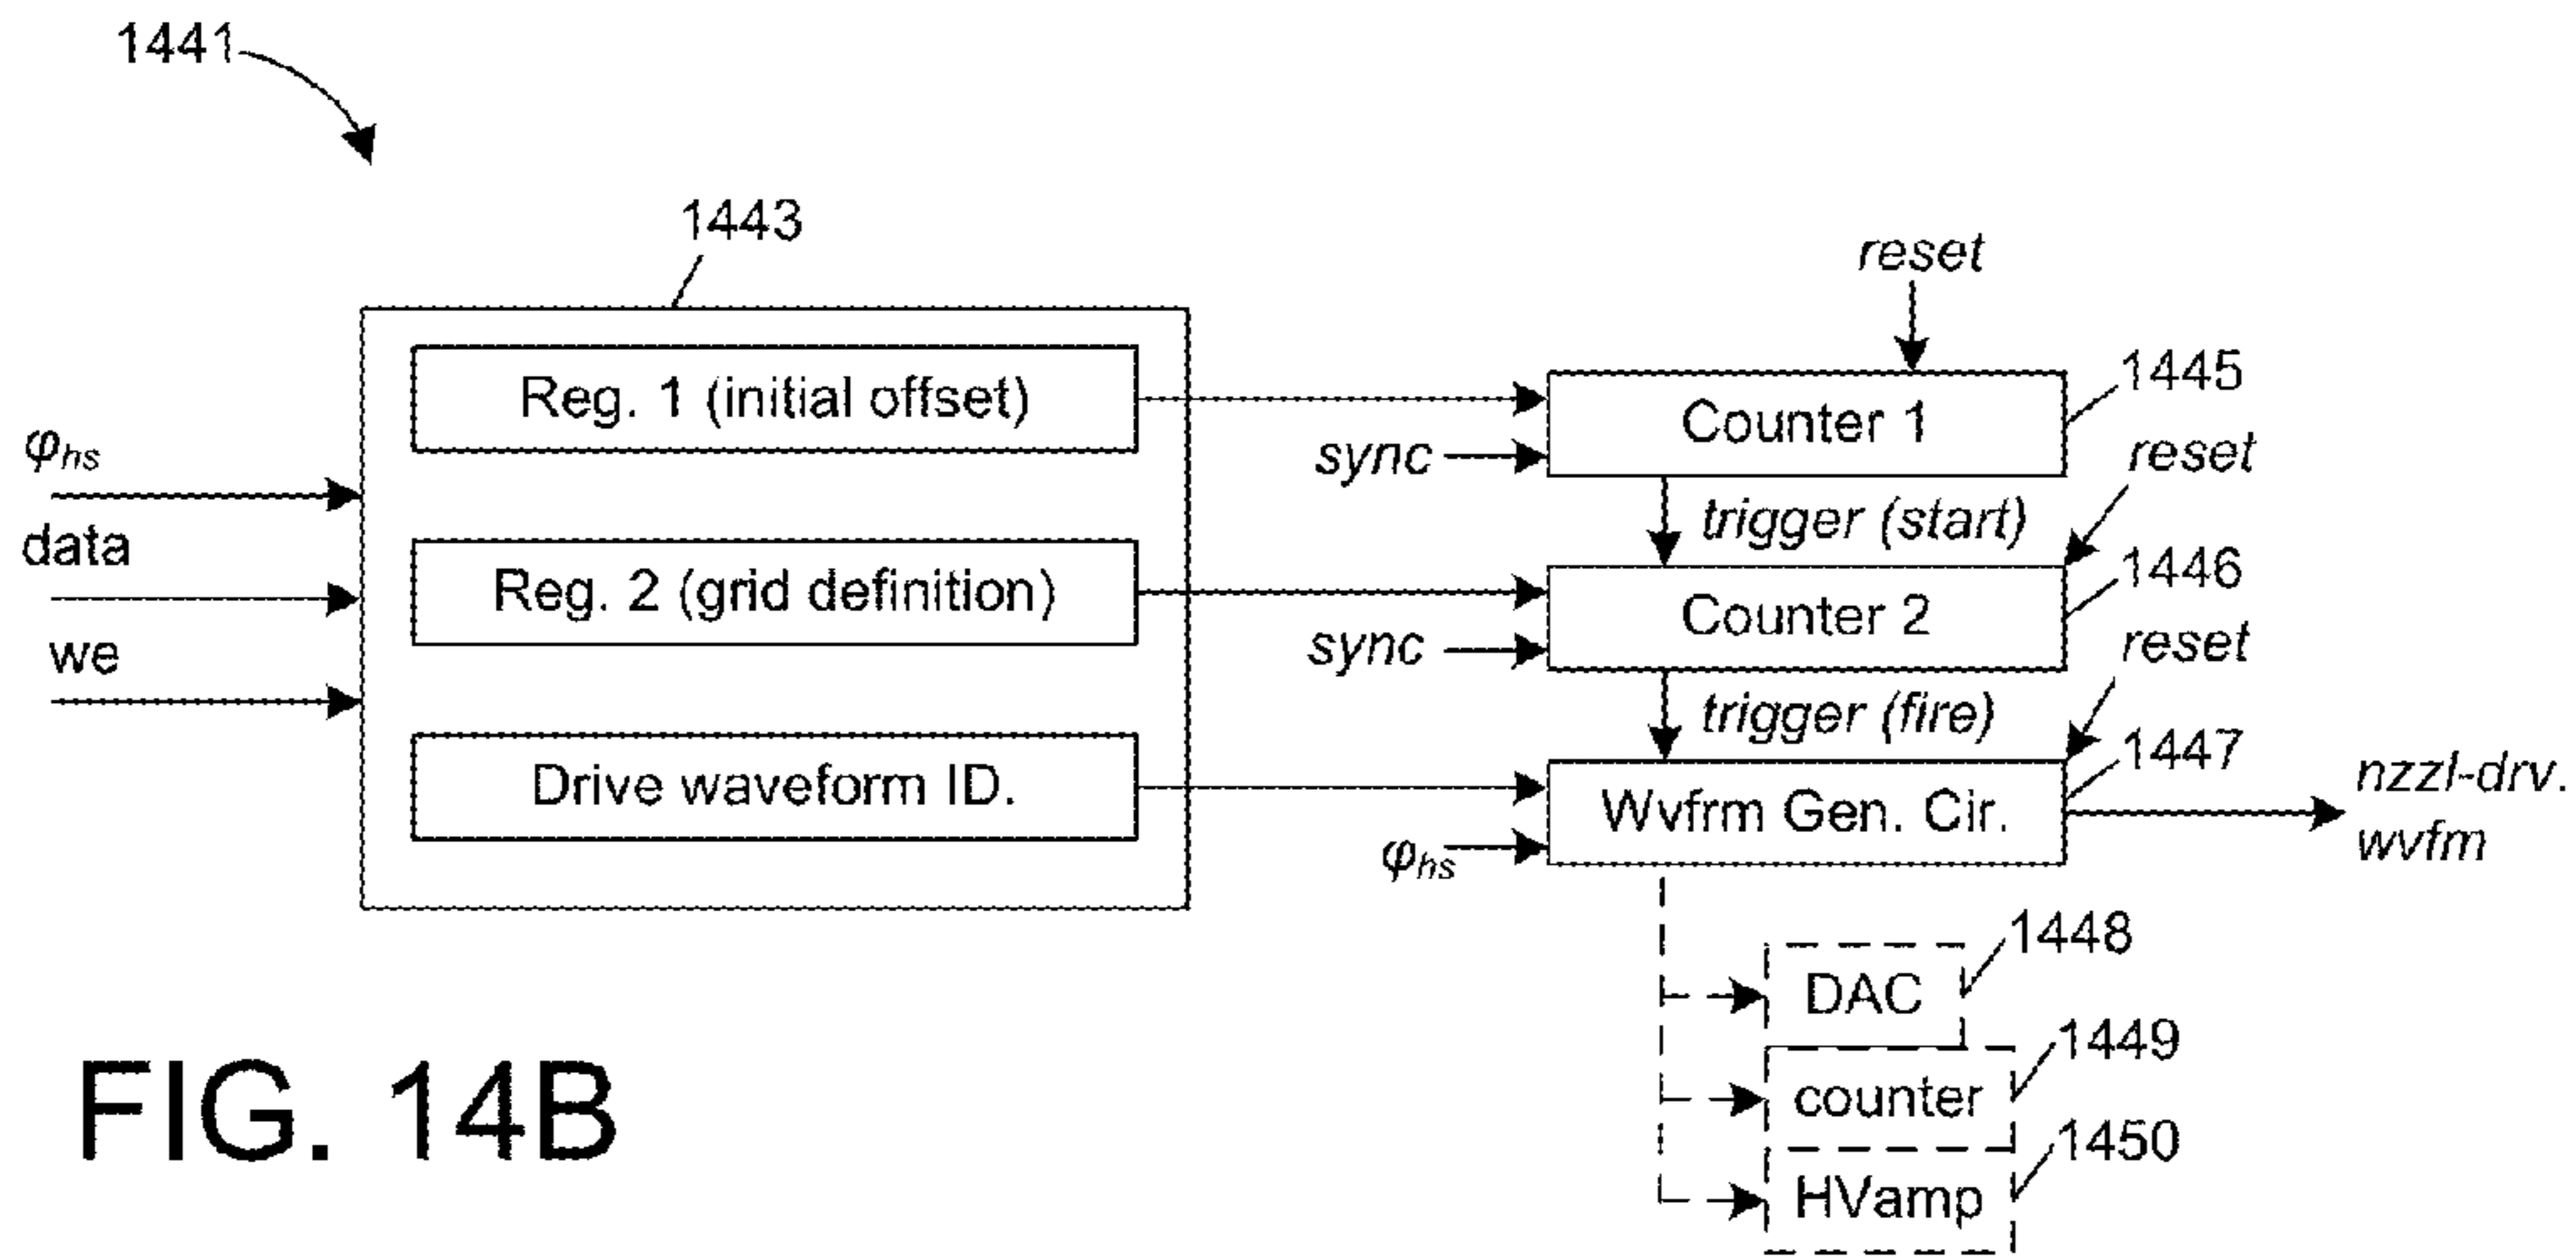 1441
1443
reset
Reg. 1 (initial offset)
Counter 1
1445
φhs
sync
reset
data
trigger (start)
Reg. 2 (grid definition)
Counter 2
1446
we
sync
reset
trigger (fire)
Drive waveform ID.
Wvfrm Gen. Cir.
1447
nzzl-drv.
wvfm
φhs
DAC
1448
counter
1449
HVamp
1450
FIG. 14B